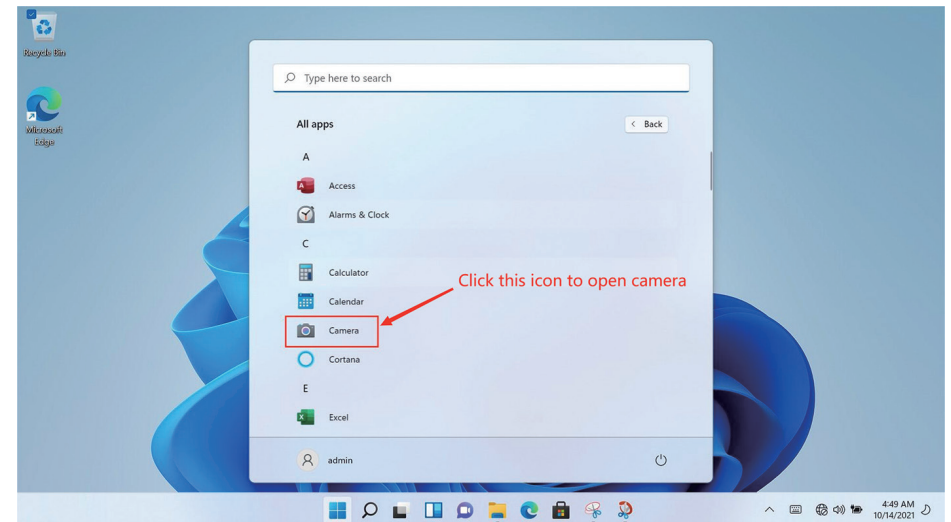 Recycle Bin
Microsoft
Edge
Type here to search
All apps
< Back
A
Access
Alarms & Clock
C
Calculator
Click this icon to open camera
Calendar
Camera
Cortana
E
Excel
admin
4:49 AM
10/14/2021